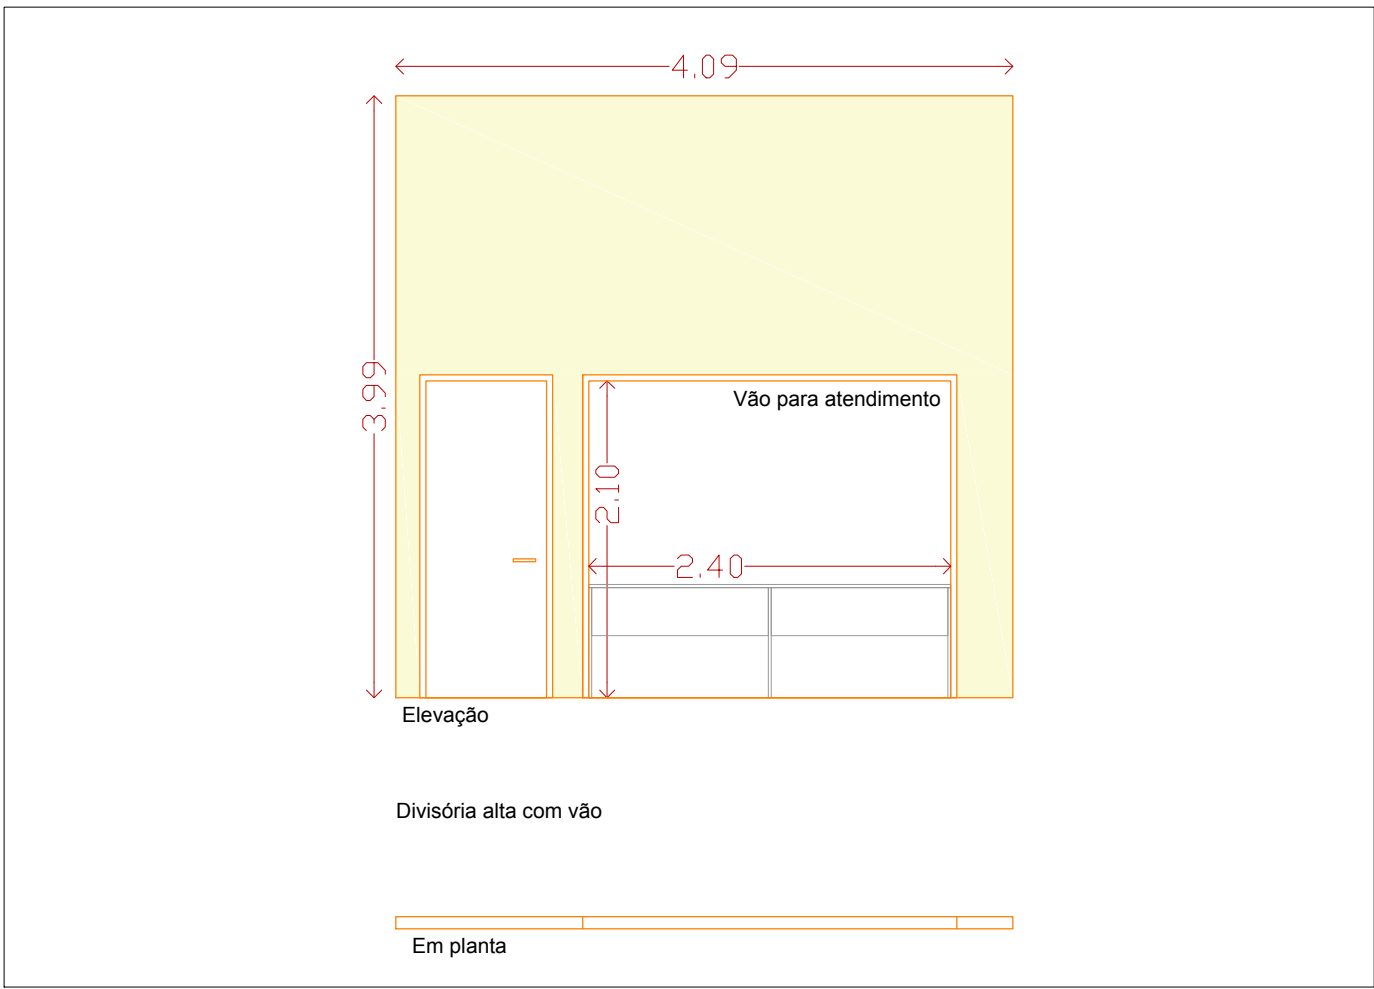 4.09
3.99
Vão para atendimento
2.10
2.40
Elevação
Divisória alta com vão
Em planta